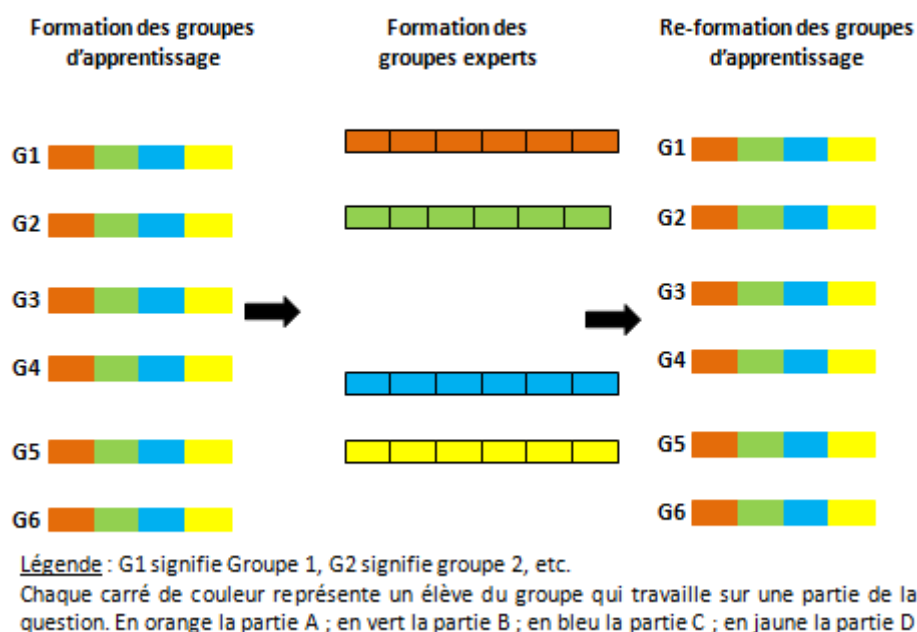 Formation des groupes
d'apprentissage
Formation des
groupes experts
Re-formation des groupes
d'apprentissage
G1
G2
G3
G4
G5
G6
G1
G2
G3
G4
G5
G6
Légende : G1 signifie Groupe 1, G2 signifie groupe 2, etc.
Chaque carré de couleur représente un élève du groupe qui travaille sur une partie de la
question. En orange la partie A ; en vert la partie B ; en bleu la partie C ; en jaune la partie D